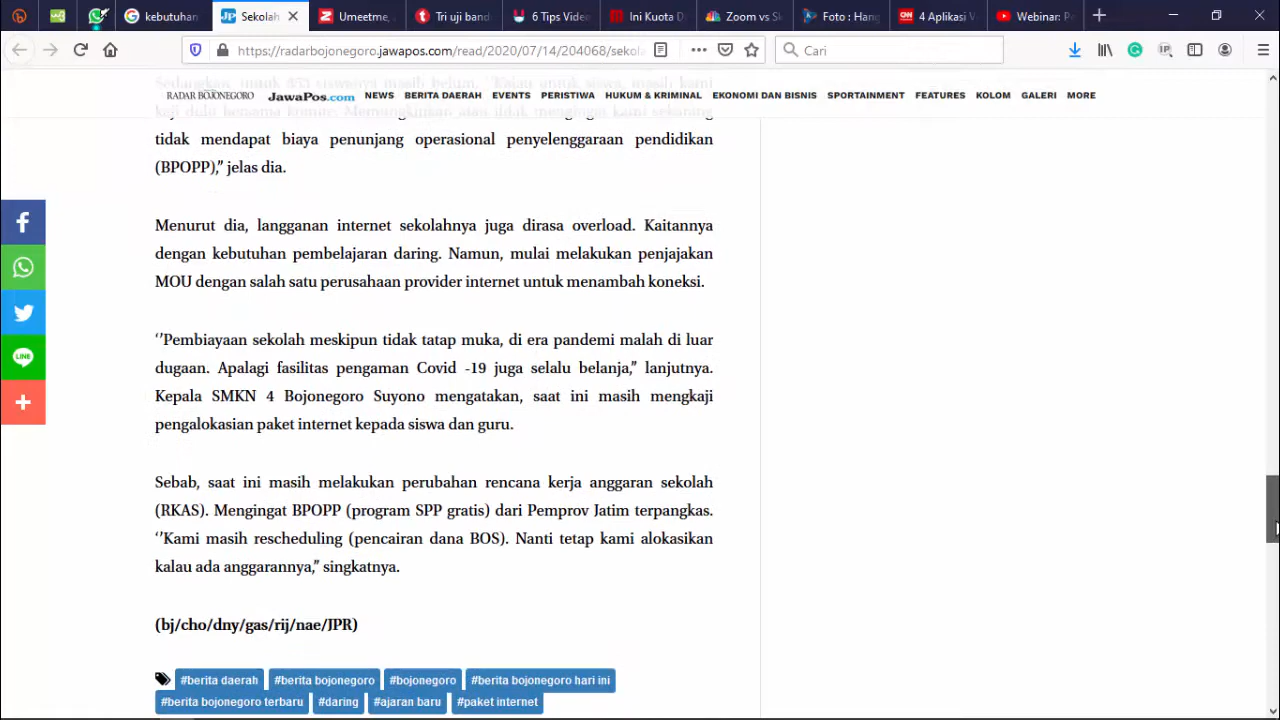 kebutuhan
Sekolah
Umeetme,
Tri uji band
6 Tips Video
Ini Kuota D
Zoom vs S
Foto : Hang
4 Aplikasi V
Webinar: P
https://radarbojonegoro.jawapos.com/read/2020/07/14/204068/sekol
Cari
RADAR BOJONEGORO JawaPos.com NEWS BERITA DAERAH EVENTS PERISTIWA HUKUM & KRIMINAL EKONOMI DAN BISNIS SPORTAINMENT FEATURES KOLOM GALERI MORE
tidak mendapat biaya penunjang operasional penyelenggaraan pendidikan
(BPOPP),” jelas dia.
Menurut dia, langganan internet sekolahnya juga dirasa overload. Kaitannya
dengan kebutuhan pembelajaran daring. Namun, mulai melakukan penjajakan
MOU dengan salah satu perusahaan provider internet untuk menambah koneksi.
‘’Pembiayaan sekolah meskipun tidak tatap muka, di era pandemi malah di luar
dugaan. Apalagi fasilitas pengaman Covid -19 juga selalu belanja,” lanjutnya.
Kepala SMKN 4 Bojonegoro Suyono mengatakan, saat ini masih mengkaji
pengalokasian paket internet kepada siswa dan guru.
Sebab, saat ini masih melakukan perubahan rencana kerja anggaran sekolah
(RKAS). Mengingat BPOPP (program SPP gratis) dari Pemprov Jatim terpangkas.
‘’Kami masih rescheduling (pencairan dana BOS). Nanti tetap kami alokasikan
kalau ada anggarannya,” singkatnya.
(bj/cho/dny/gas/rij/nae/JPR)
#berita daerah #berita bojonegoro #bojonegoro #berita bojonegoro hari ini
#berita bojonegoro terbaru #daring #ajaran baru #paket internet